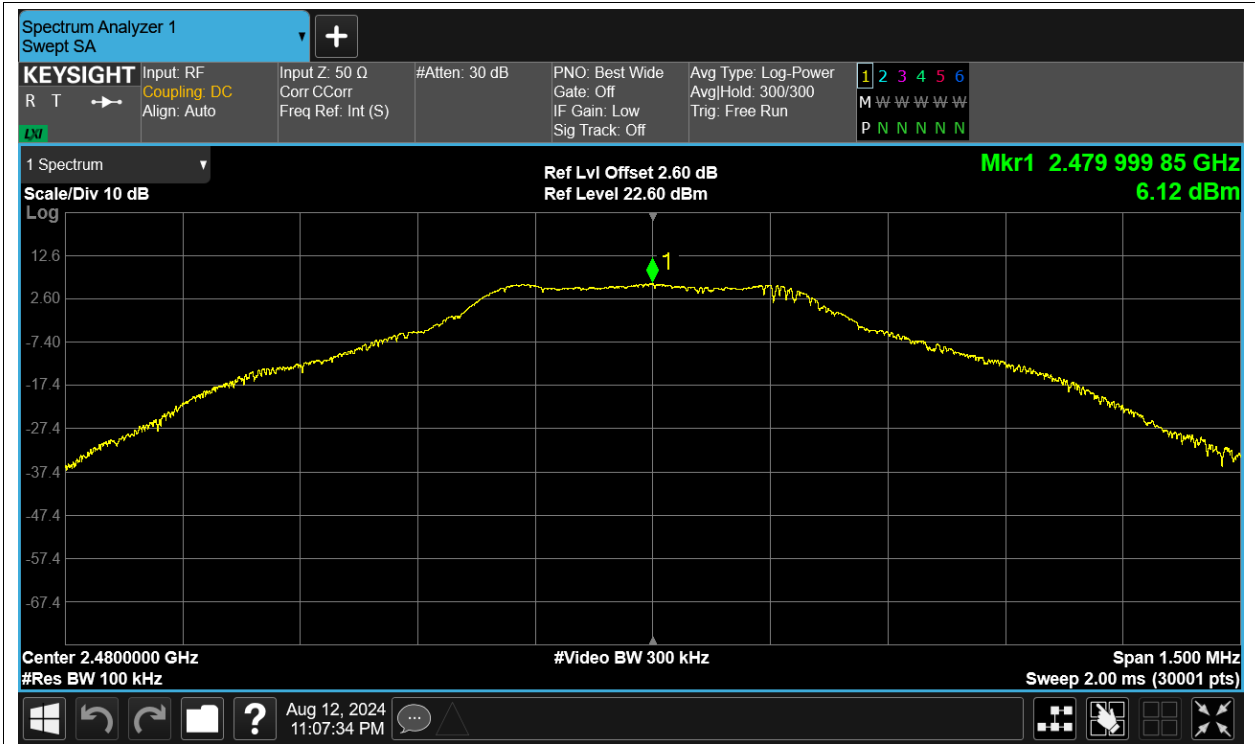 Spectrum Analyzer 1
Swept SA
KEYSIGHT
R T
LXI
Input: RF
Coupling: DC
Align: Auto
Input Z: 50 Ω
Corr CCorr
Freq Ref: Int (S)
#Atten: 30 dB
PNO: Best Wide
Gate: Off
IF Gain: Low
Sig Track: Off
Avg Type: Log-Power
Avg|Hold: 300/300
Trig: Free Run
1 2 3 4 5 6
M W W W W W
P N N N N N
1 Spectrum
Scale/Div 10 dB
Log
Ref Lvl Offset 2.60 dB
Ref Level 22.60 dBm
Mkr1 2.479 999 85 GHz
6.12 dBm
1
12.6
2.60
-7.40
-17.4
-27.4
-37.4
-47.4
-57.4
-67.4
Center 2.4800000 GHz
#Video BW 300 kHz
Span 1.500 MHz
#Res BW 100 kHz
Sweep 2.00 ms (30001 pts)
?
Aug 12, 2024
11:07:34 PM